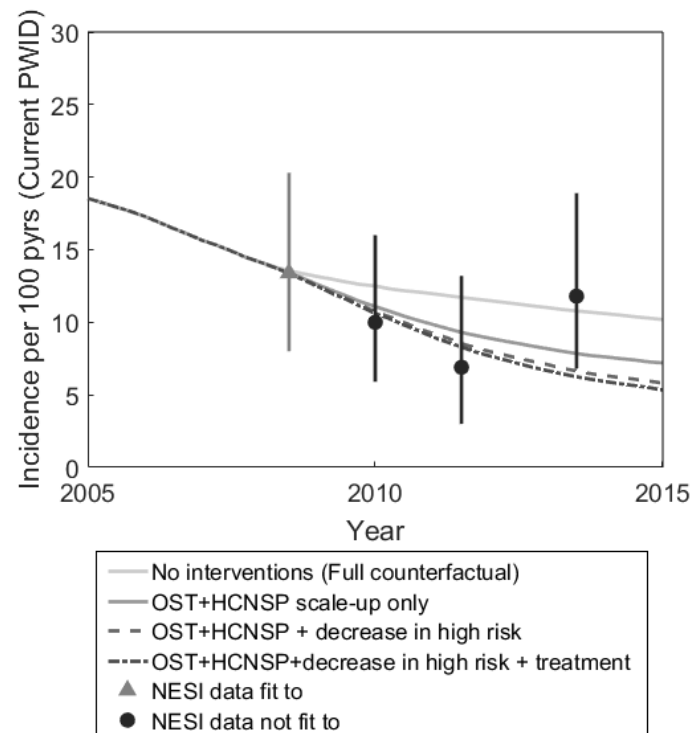 30
25
20
15
10
5
0
Incidence per 100 pyrs (Current PWID)
2005
2010
2015
Year
No interventions (Full counterfactual)
OST+HCNSP scale-up only
OST+HCNSP + decrease in high risk
OST+HCNSP+decrease in high risk + treatment
NESI data fit to
NESI data not fit to